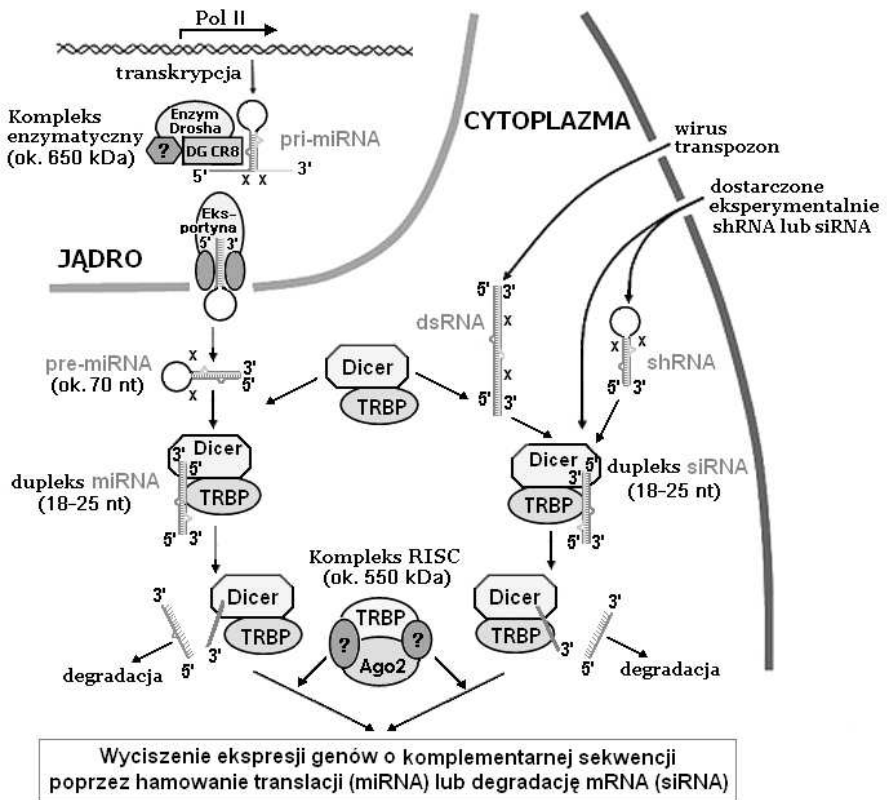 Pol II
transkrypcja
Kompleks
enzymatyczny
(ok. 650 kDa)
Enzym
Drosha
?
DG CR8
pri-miRNA
5'
3'
x x
CYTOPLAZMA
wirus
transpozon
dostarczone
eksperymentalnie
shRNA lub siRNA
Eks-
portyna
5' 3'
JĄDRO
5' 3'
dsRNA
x
x
5' 3'
x x
shRNA
5' 3'
pre-miRNA
(ok. 70 nt)
x
x
3'
5'
Dicer
TRBP
Dicer
3'
5'
TRBP
dupleks miRNA
(18-25 nt)
5' 3'
Dicer
5'
3'
TRBP
dupleks siRNA
(18-25 nt)
5' 3'
Kompleks RISC
(ok. 550 kDa)
TRBP
? ?
Ago2
3'
5'
Dicer
TRBP
3'
degradacja
Dicer
TRBP
3'
3'
5'
degradacja
Wyciszenie ekspresji genów o komplementarnej sekwencji
poprzez hamowanie translacji (miRNA) lub degradację mRNA (siRNA)